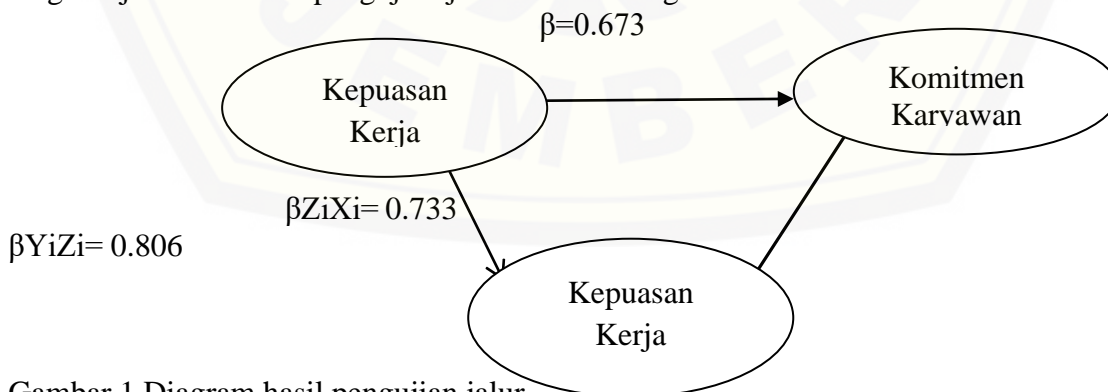 β=0.673
Kepuasan
Kerja
Komitmen
Karyawan
βZiXi= 0.733
βYiZi= 0.806
Kepuasan
Kerja
Gambar 1 Diagram hasil pengujian jalur